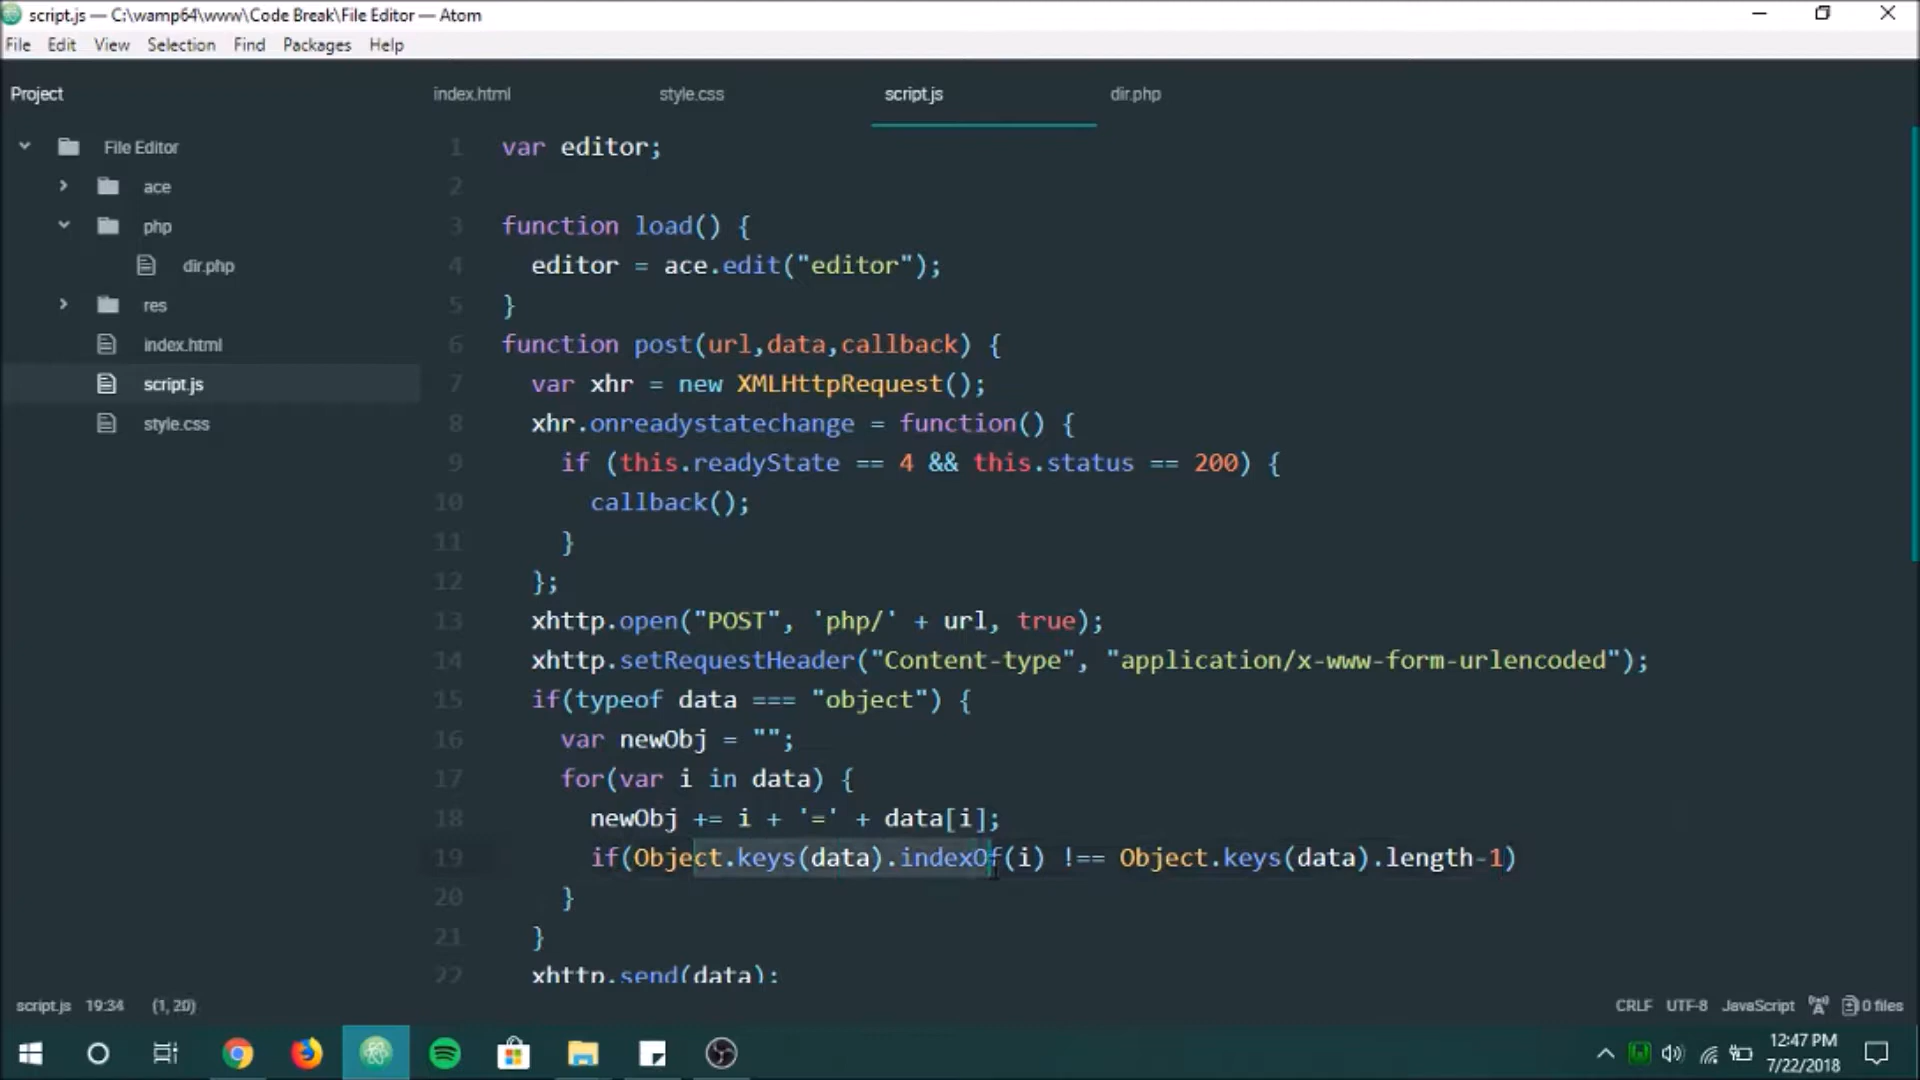 script.js — C:\wamp64\www\Code Break\File Editor — Atom
File Edit View Selection Find Packages Help
Project
index.html style.css script.js dir.php
File Editor
ace
php
dir.php
res
index.html
script.js
style.css
1 var editor;
2
3 function load() {
4 editor = ace.edit("editor");
5 }
6 function post(url,data,callback) {
7 var xhr = new XMLHttpRequest();
8 xhr.onreadystatechange = function() {
9 if (this.readyState == 4 && this.status == 200) {
10 callback();
11 }
12 };
13 xhttp.open("POST", 'php/' + url, true);
14 xhttp.setRequestHeader("Content-type", "application/x-www-form-urlencoded");
15 if(typeof data === "object") {
16 var newObj = "";
17 for(var i in data) {
18 newObj += i + '=' + data[i];
19 if(Object.keys(data).indexOf(i) !== Object.keys(data).length-1)
20 }
21 }
22 xhttp.send(data);
script.js 19:34 (1, 20) CRLF UTF-8 JavaScript 0 files
12:47 PM
7/22/2018